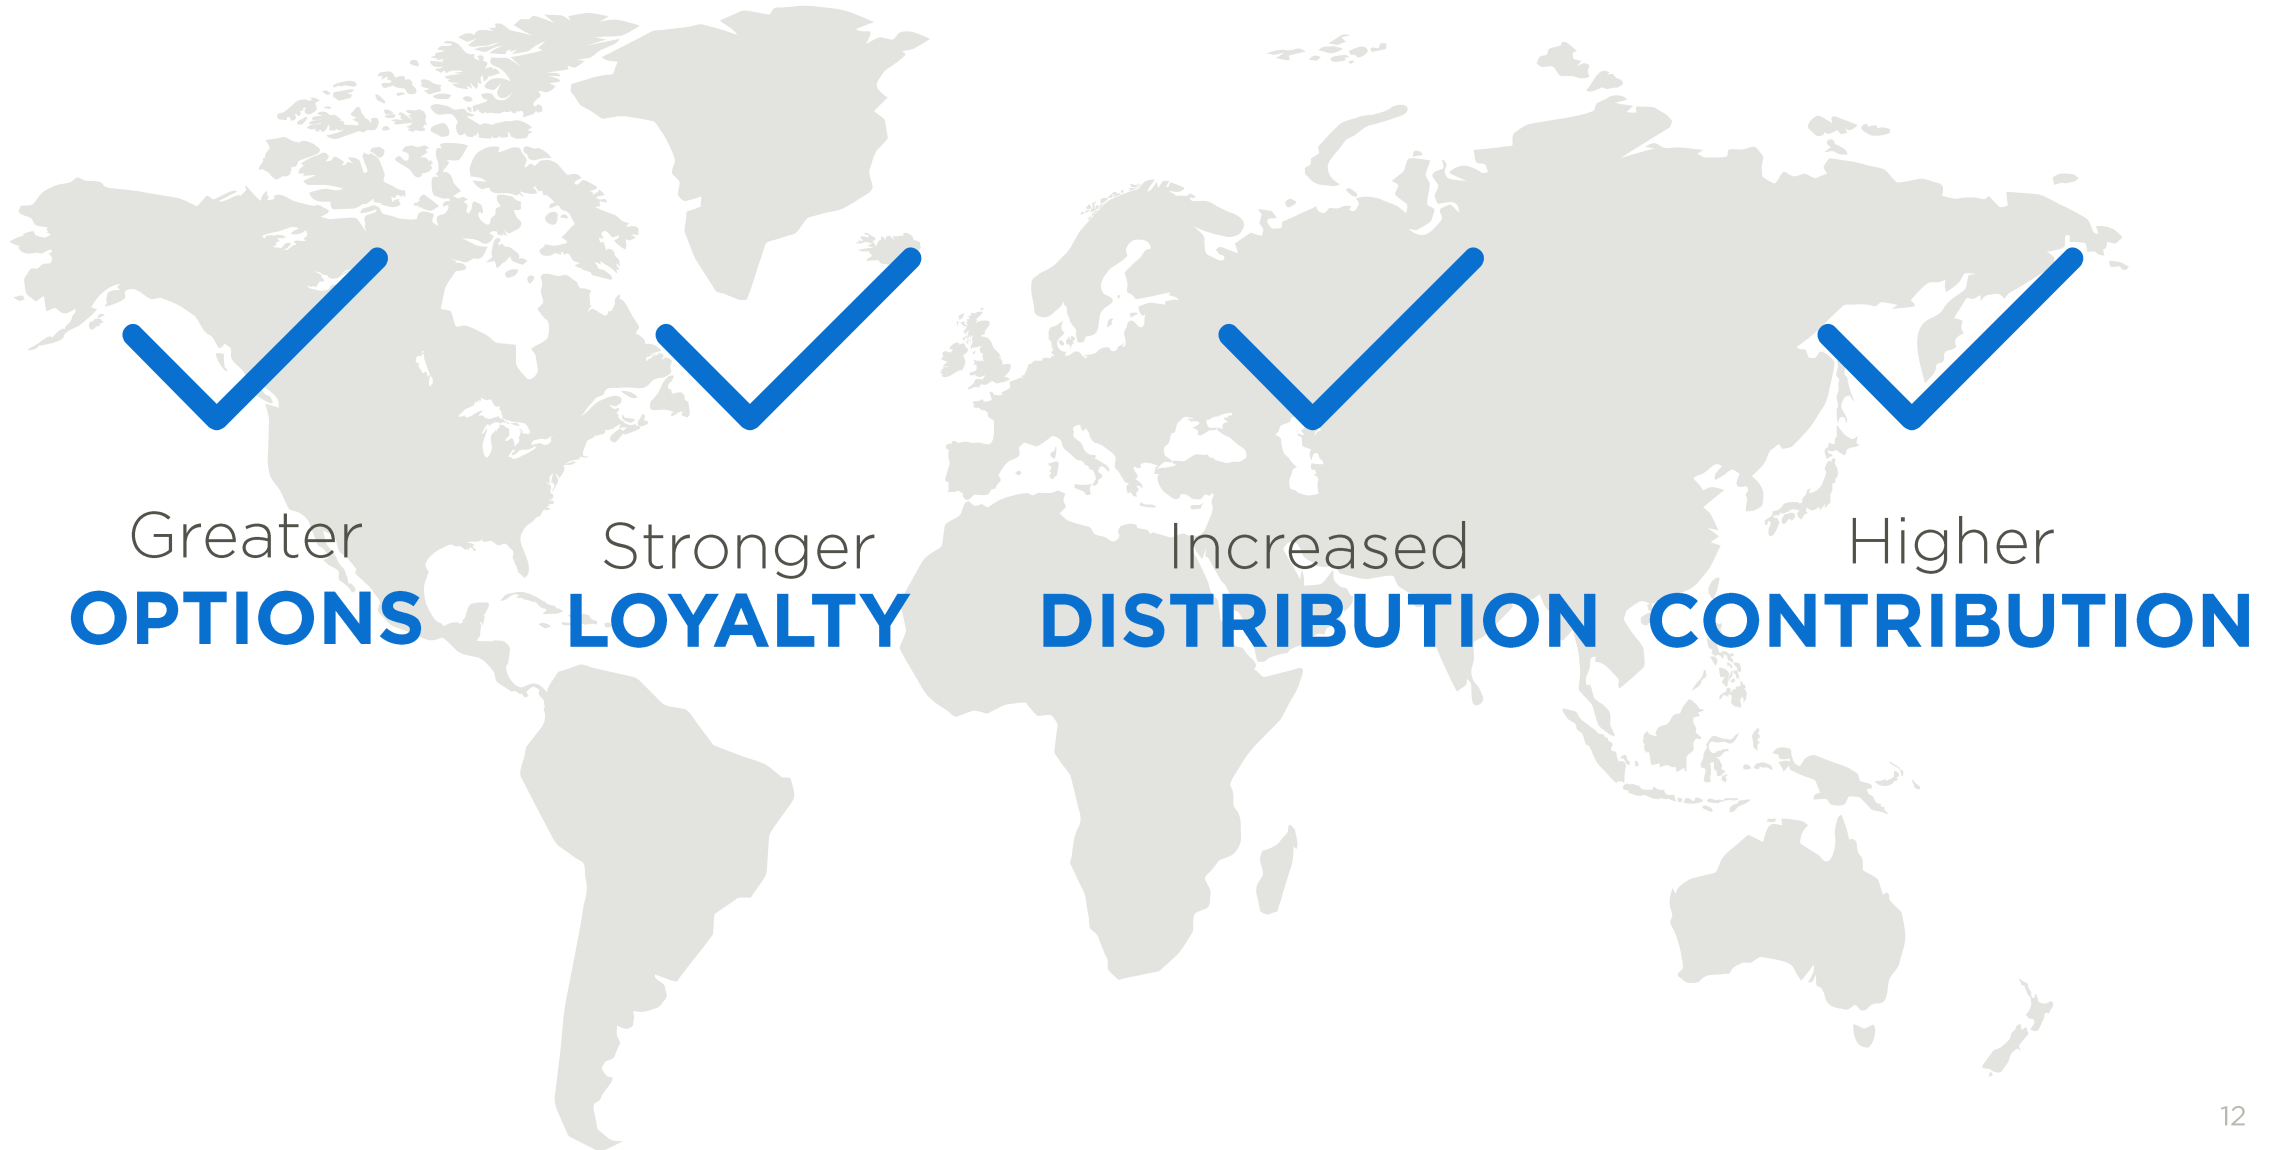 Greater
OPTIONS
Stronger
LOYALTY
Increased
DISTRIBUTION
Higher
CONTRIBUTION
12